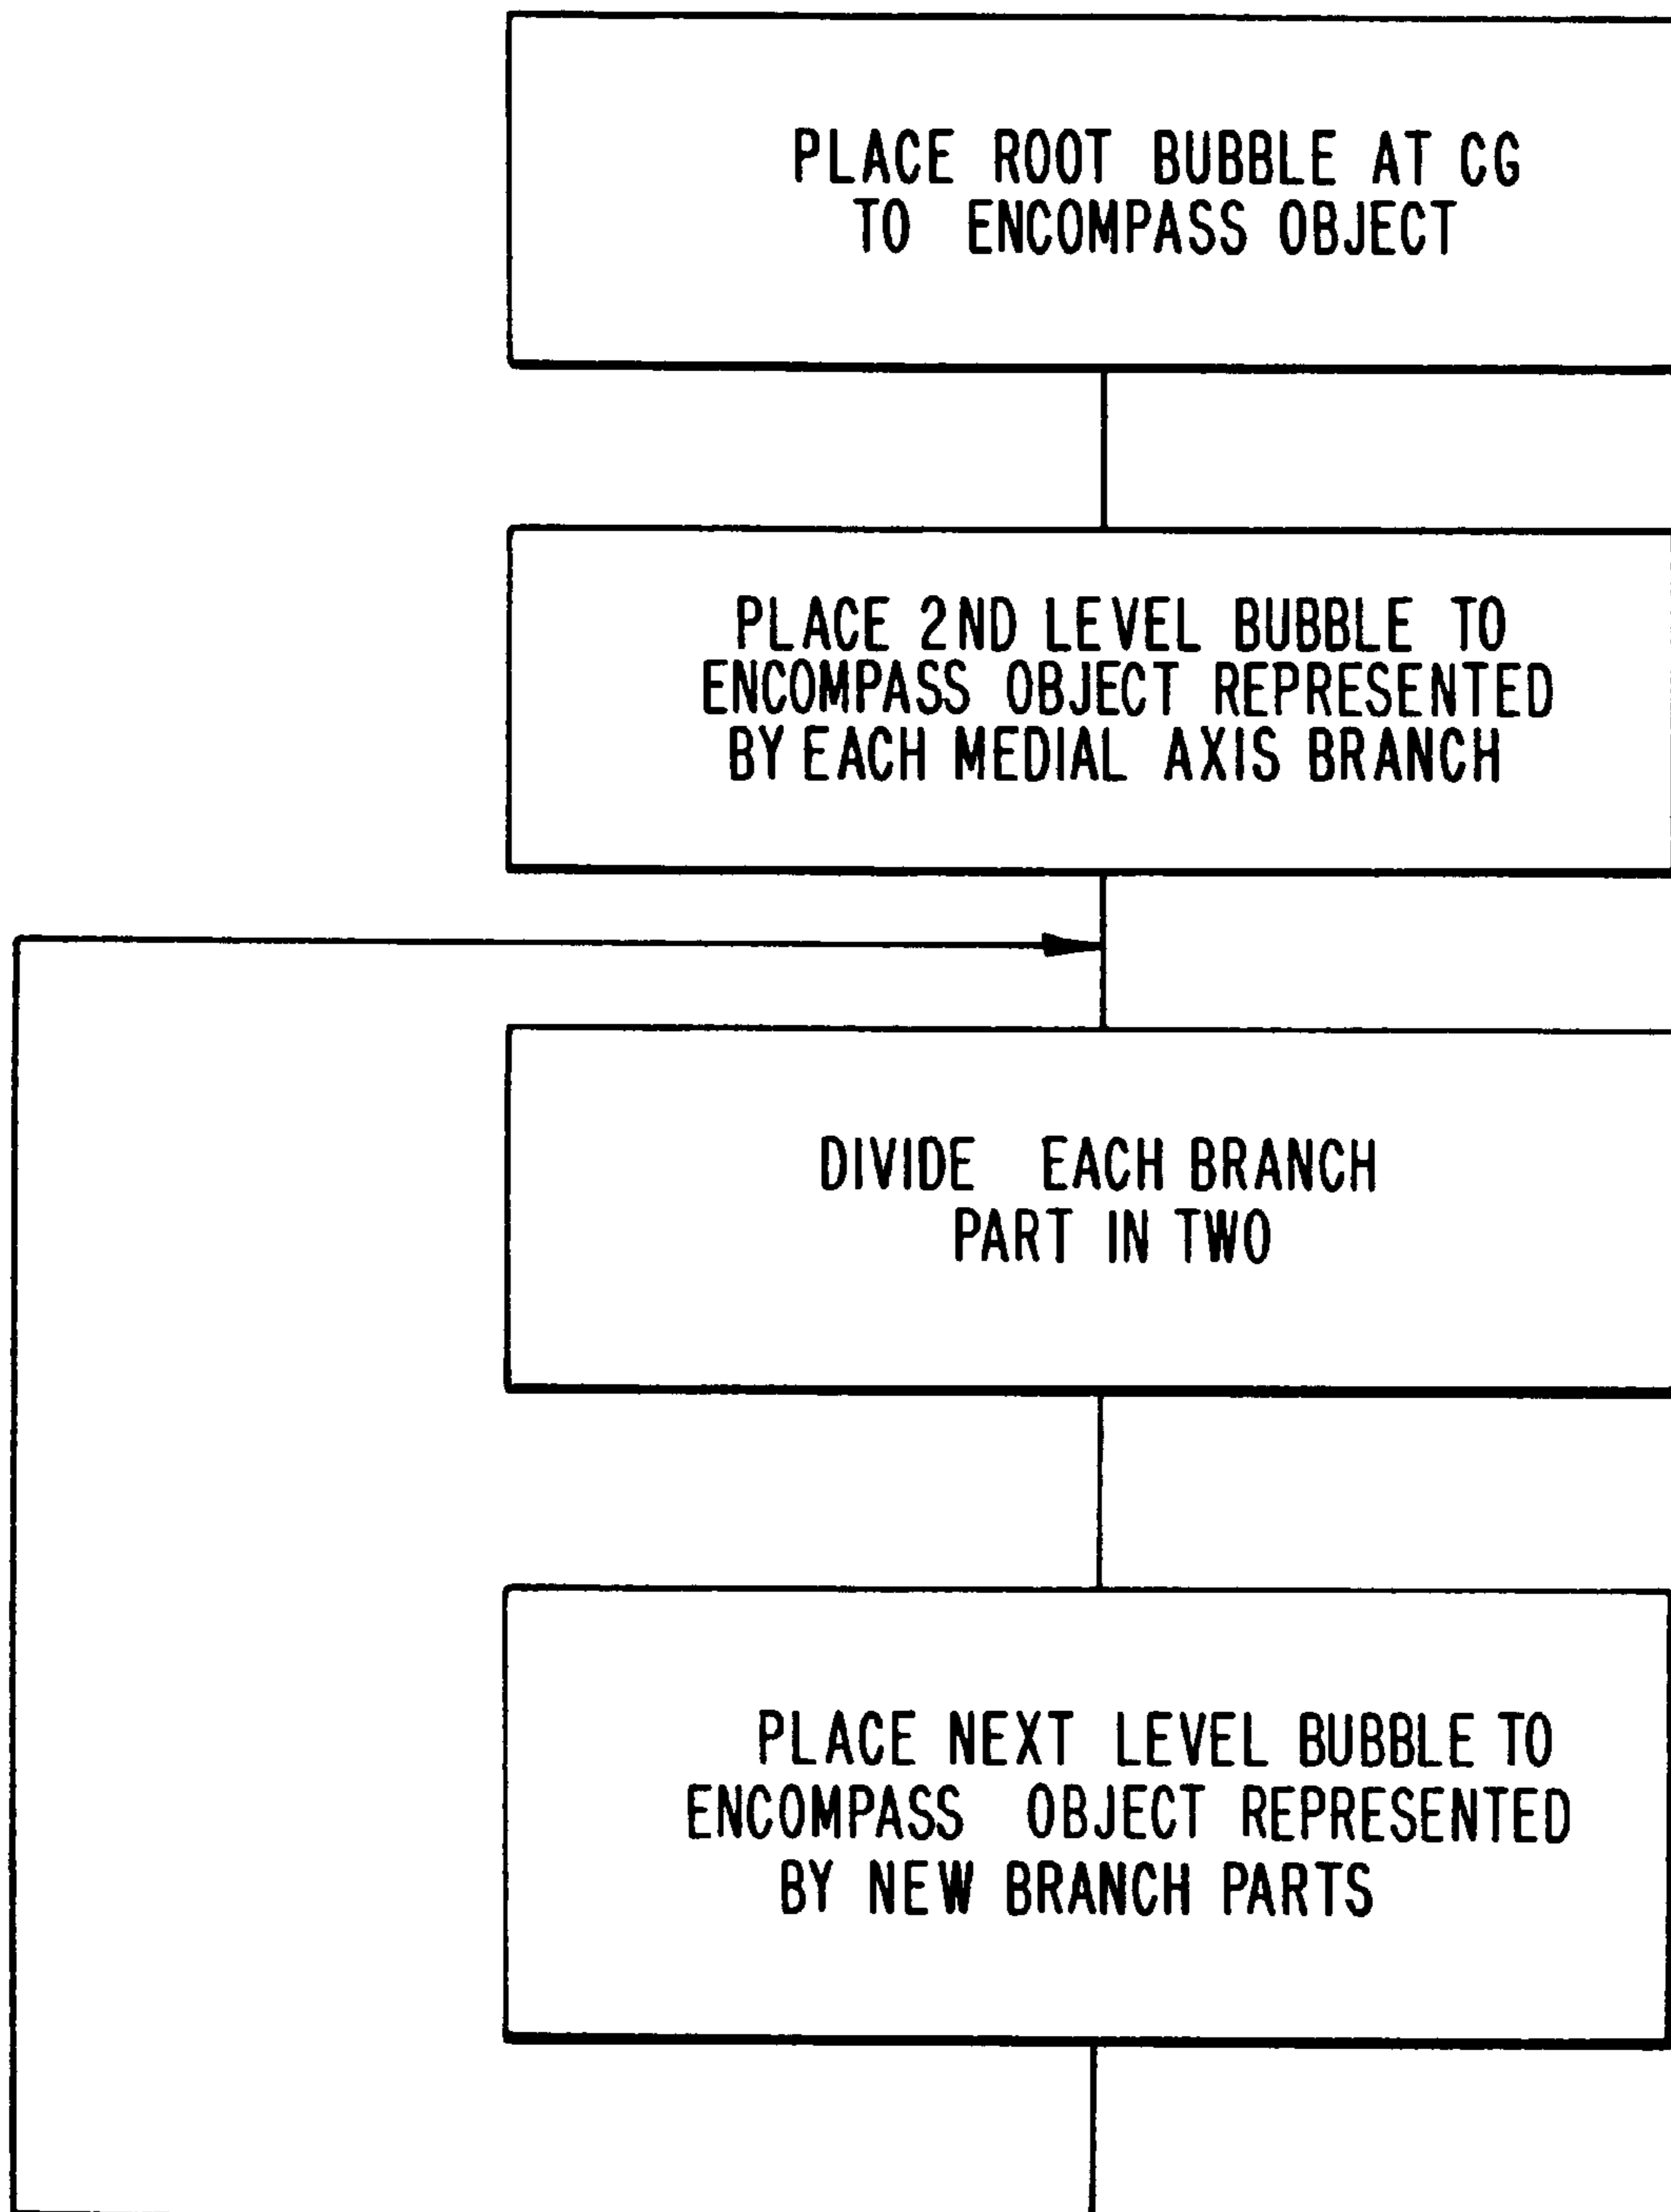 PLACE ROOT BUBBLE AT CG
TO ENCOMPASS OBJECT
PLACE 2ND LEVEL BUBBLE TO
ENCOMPASS OBJECT REPRESENTED
BY EACH MEDIAL AXIS BRANCH
DIVIDE EACH BRANCH
PART IN TWO
PLACE NEXT LEVEL BUBBLE TO
ENCOMPASS OBJECT REPRESENTED
BY NEW BRANCH PARTS